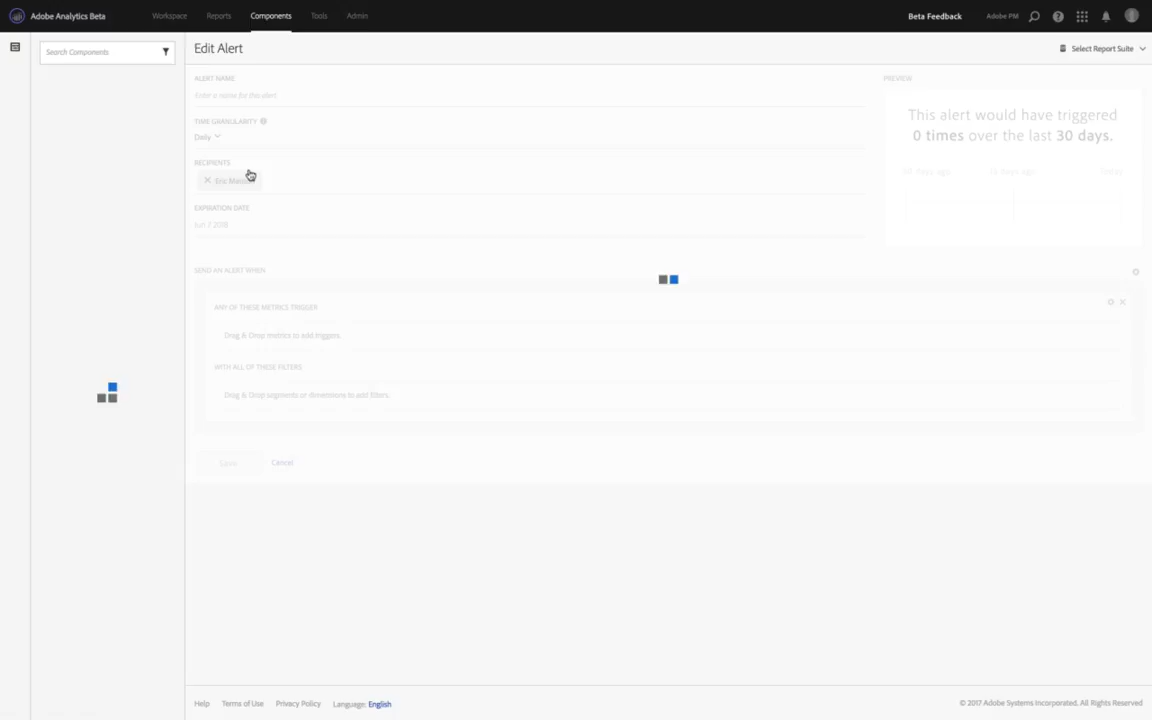 Adobe Analytics Beta
Workspace
Reports
Components
Tools
Admin
Beta Feedback
Adobe PM
Search Components
Edit Alert
Select Report Suite
ALERT NAME
Enter a name for this alert
TIME GRANULARITY
Daily
RECIPIENTS
Eric
EXPIRATION DATE
Jun 7 2018
PREVIEW
This alert would have triggered
0 times over the last 30 days.
days ago
days ago
Today
SEND AN ALERT WHEN
ANY OF THESE METRICS TRIGGER
Drag & Drop metrics to add triggers.
WITH ALL OF THESE FILTERS
Drag & Drop segments or dimensions to add filters.
Save
Cancel
Help
Terms of Use
Privacy Policy
Language: English
© 2017 Adobe Systems Incorporated. All Rights Reserved